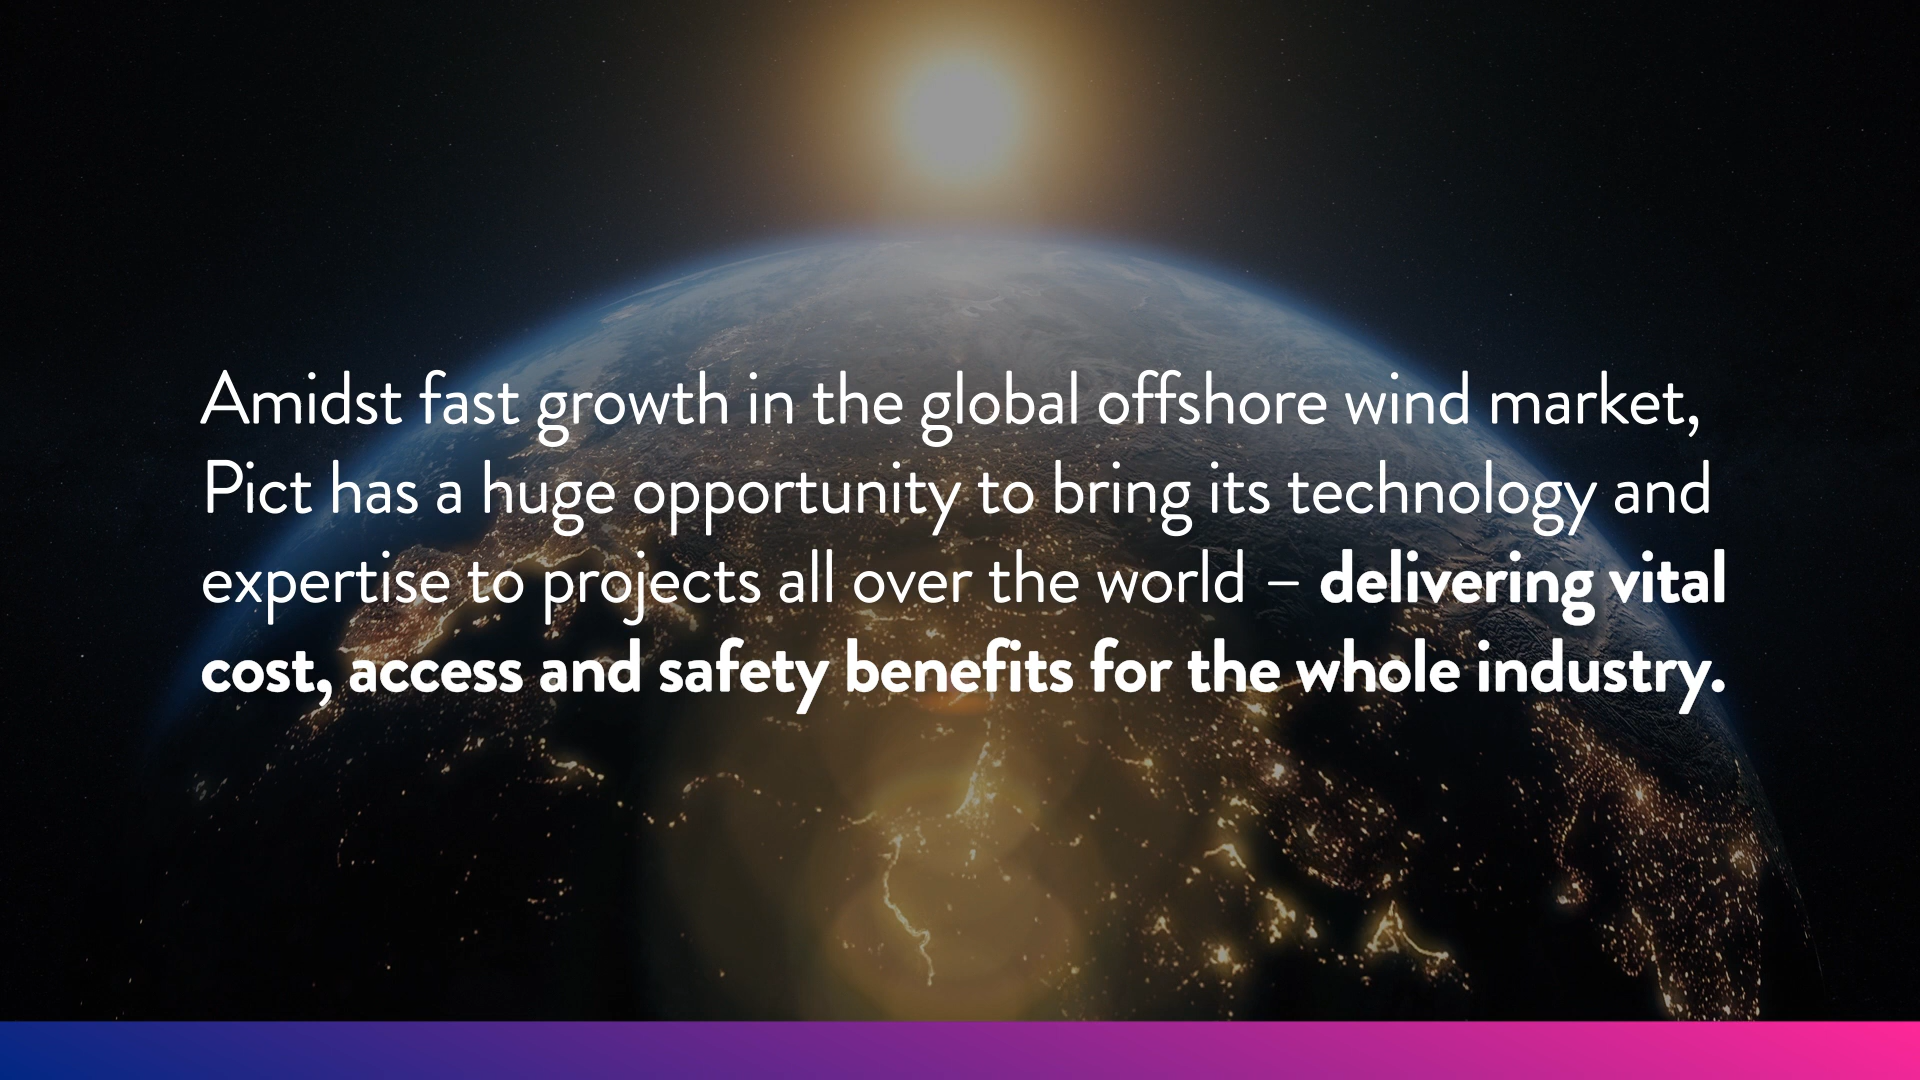 Amidst fast growth in the global offshore wind market,
Pict has a huge opportunity to bring its technology and
expertise to projects all over the world – delivering vital
cost, access and safety benefits for the whole industry.